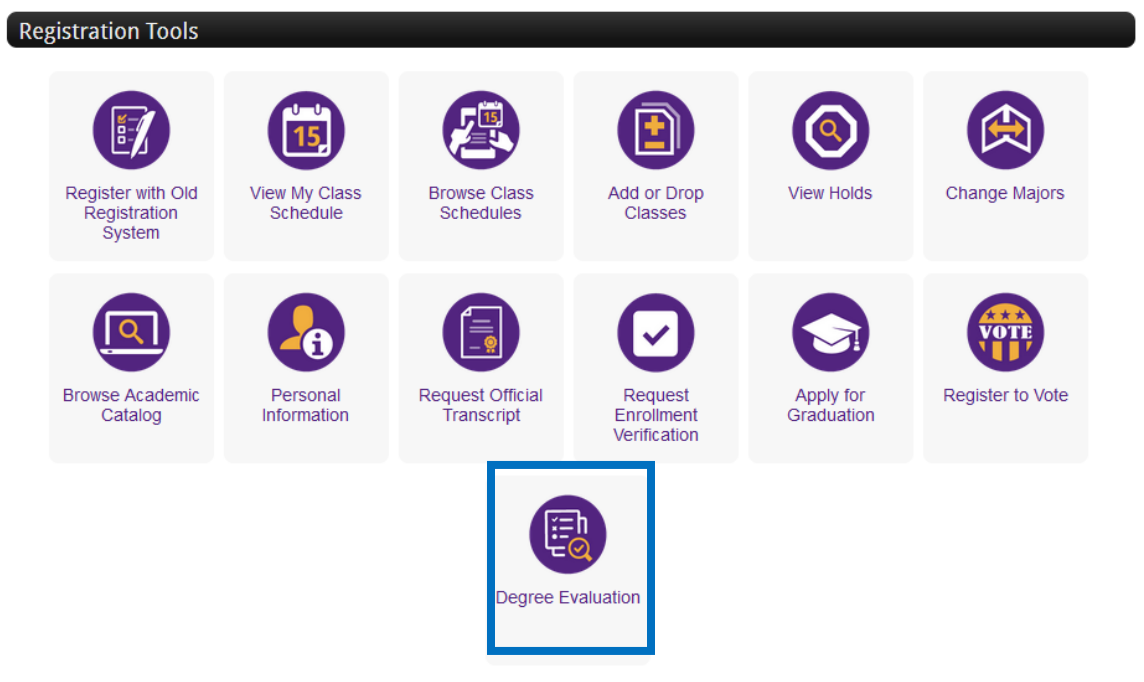 Registration Tools
15
15
Register with Old
Registration
System
View My Class
Schedule
Browse Class
Schedules
Add or Drop
Classes
View Holds
Change Majors
VOTE
Browse Academic
Catalog
Personal
Information
Request Official
Transcript
Request
Enrollment
Verification
Apply for
Graduation
Register to Vote
Degree Evaluation